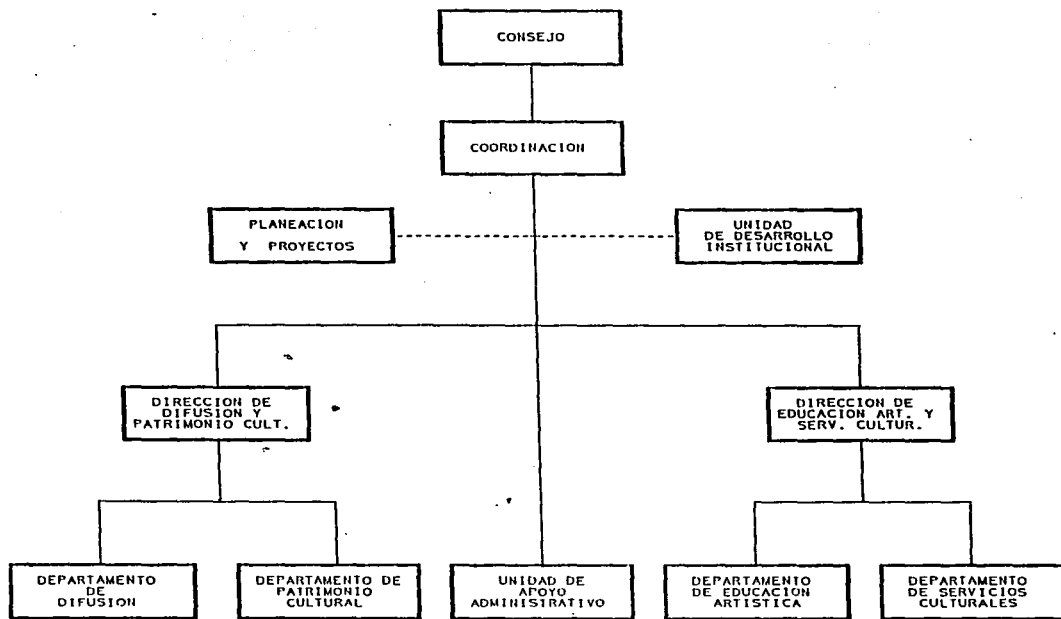 CONSEJO
COORDINACION
PLANEACION
Y PROYECTOS
UNIDAD
DE DESARROLLO
INSTITUCIONAL
DIRECCION DE
DIFUSION Y
PATRIMONIO CULT.
DIRECCION DE
EDUCACION ART. Y
SERV. CULTUR.
DEPARTAMENTO
DE
DIFUSION
DEPARTAMENTO DE
PATRIMONIO
CULTURAL
UNIDAD DE
APOYO
ADMINISTRATIVO
DEPARTAMENTO
DE EDUCACION
ARTISTICA
DEPARTAMENTO
DE SERVICIOS
CULTURALES